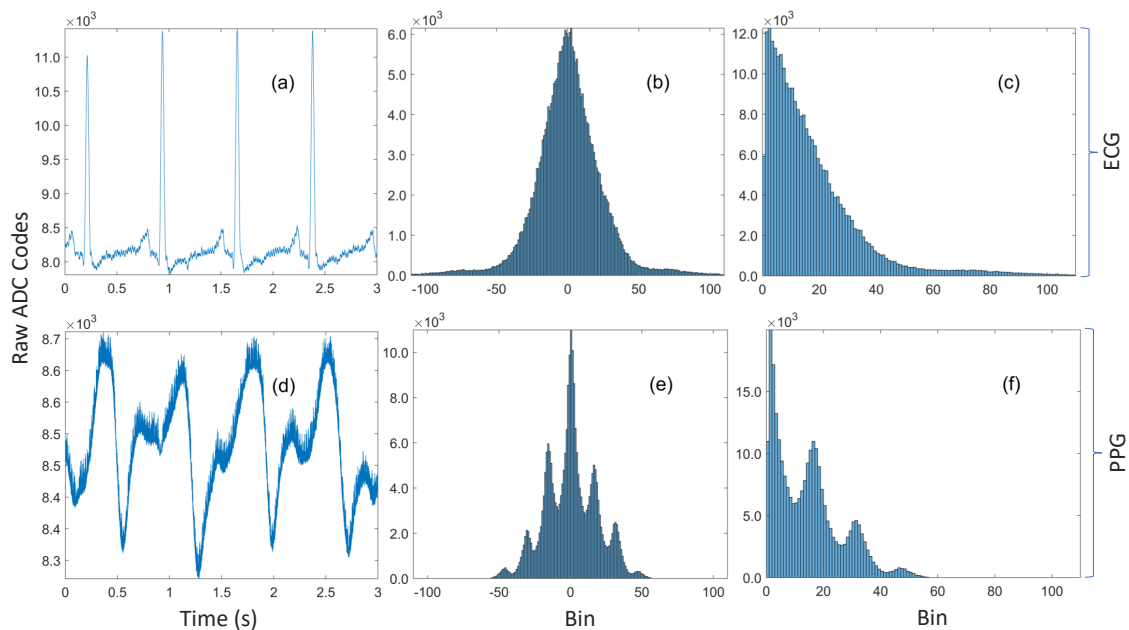 Raw ADC Codes
×10³
11.0
10.5
10.0
9.5
9.0
8.5
8.0
0 0.5 1 1.5 2 2.5 3
(a)
×10³
6.0
5.0
4.0
3.0
2.0
1.0
0.0
-100 -50 0 50 100
(b)
×10³
12.0
10.0
8.0
6.0
4.0
2.0
0.0
0 20 40 60 80 100
(c)
ECG
×10³
8.7
8.6
8.6
8.5
8.5
8.4
8.4
8.3
0 0.5 1 1.5 2 2.5 3
Time (s)
(d)
×10³
10.0
8.0
6.0
4.0
2.0
0.0
-100 -50 0 50 100
Bin
(e)
×10³
15.0
10.0
5.0
0.0
0 20 40 60 80 100
Bin
(f)
PPG